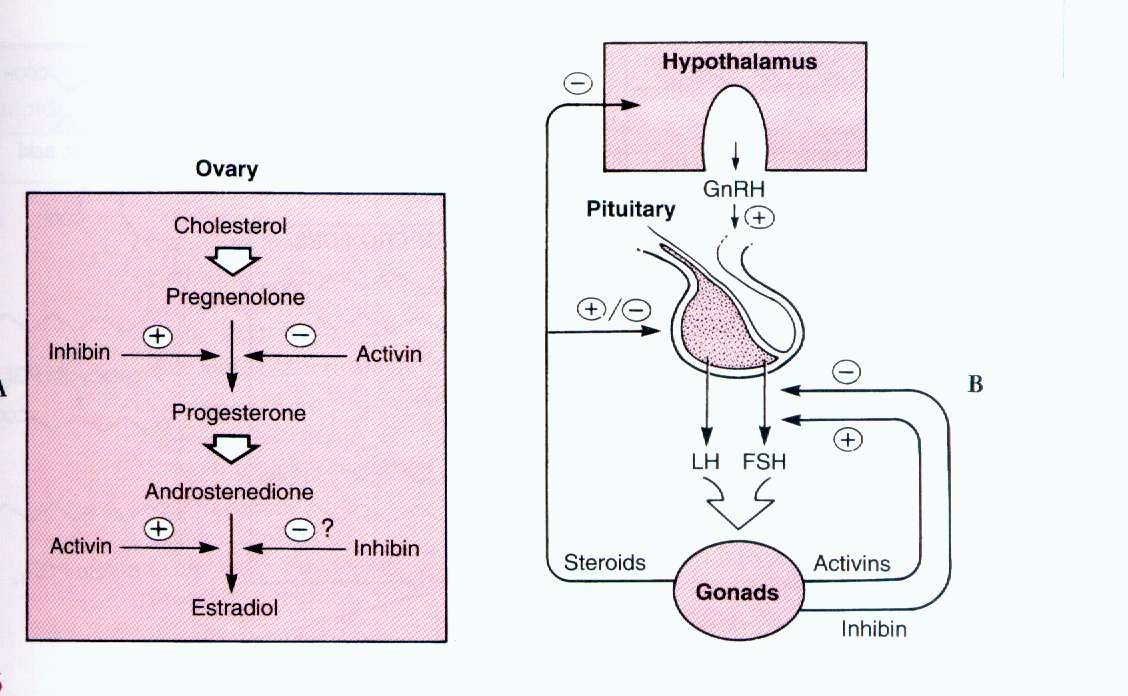 Ovary
Cholesterol
Pregnenolone
+ −
Inhibin Activin
Progesterone
Androstenedione
+ − ?
Activin Inhibin
Estradiol
A
Hypothalamus
−
GnRH
+
Pituitary
+/−
−
+
B
LH FSH
Steroids
Gonads
Activins
Inhibin